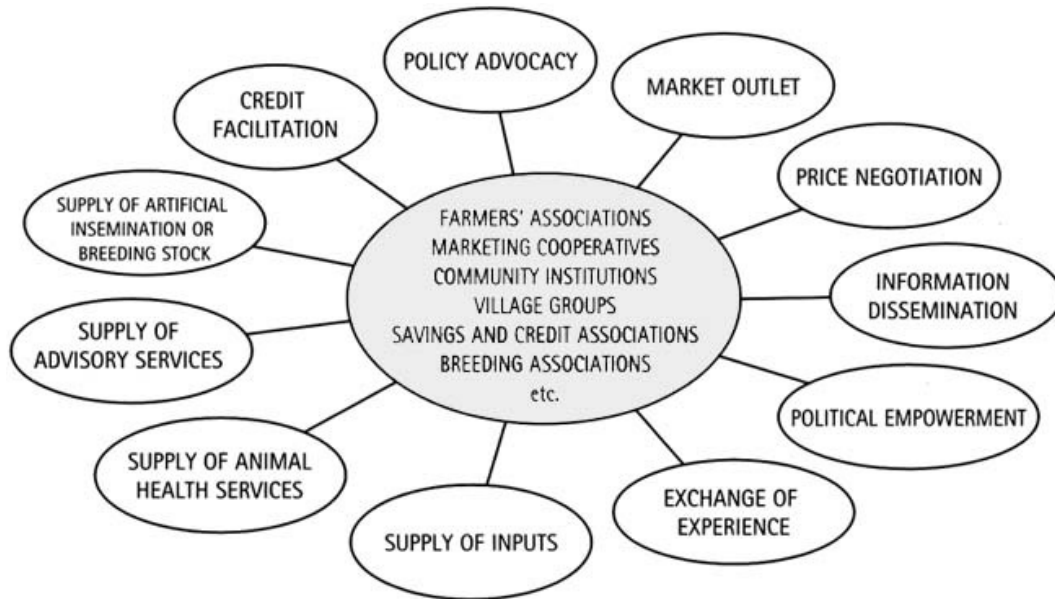 POLICY ADVOCACY
MARKET OUTLET
CREDIT
FACILITATION
PRICE NEGOTIATION
SUPPLY OF ARTIFICIAL
INSEMINATION OR
BREEDING STOCK
FARMERS' ASSOCIATIONS
MARKETING COOPERATIVES
COMMUNITY INSTITUTIONS
VILLAGE GROUPS
SAVINGS AND CREDIT ASSOCIATIONS
BREEDING ASSOCIATIONS
etc.
INFORMATION
DISSEMINATION
SUPPLY OF
ADVISORY SERVICES
POLITICAL EMPOWERMENT
SUPPLY OF ANIMAL
HEALTH SERVICES
EXCHANGE OF
EXPERIENCE
SUPPLY OF INPUTS